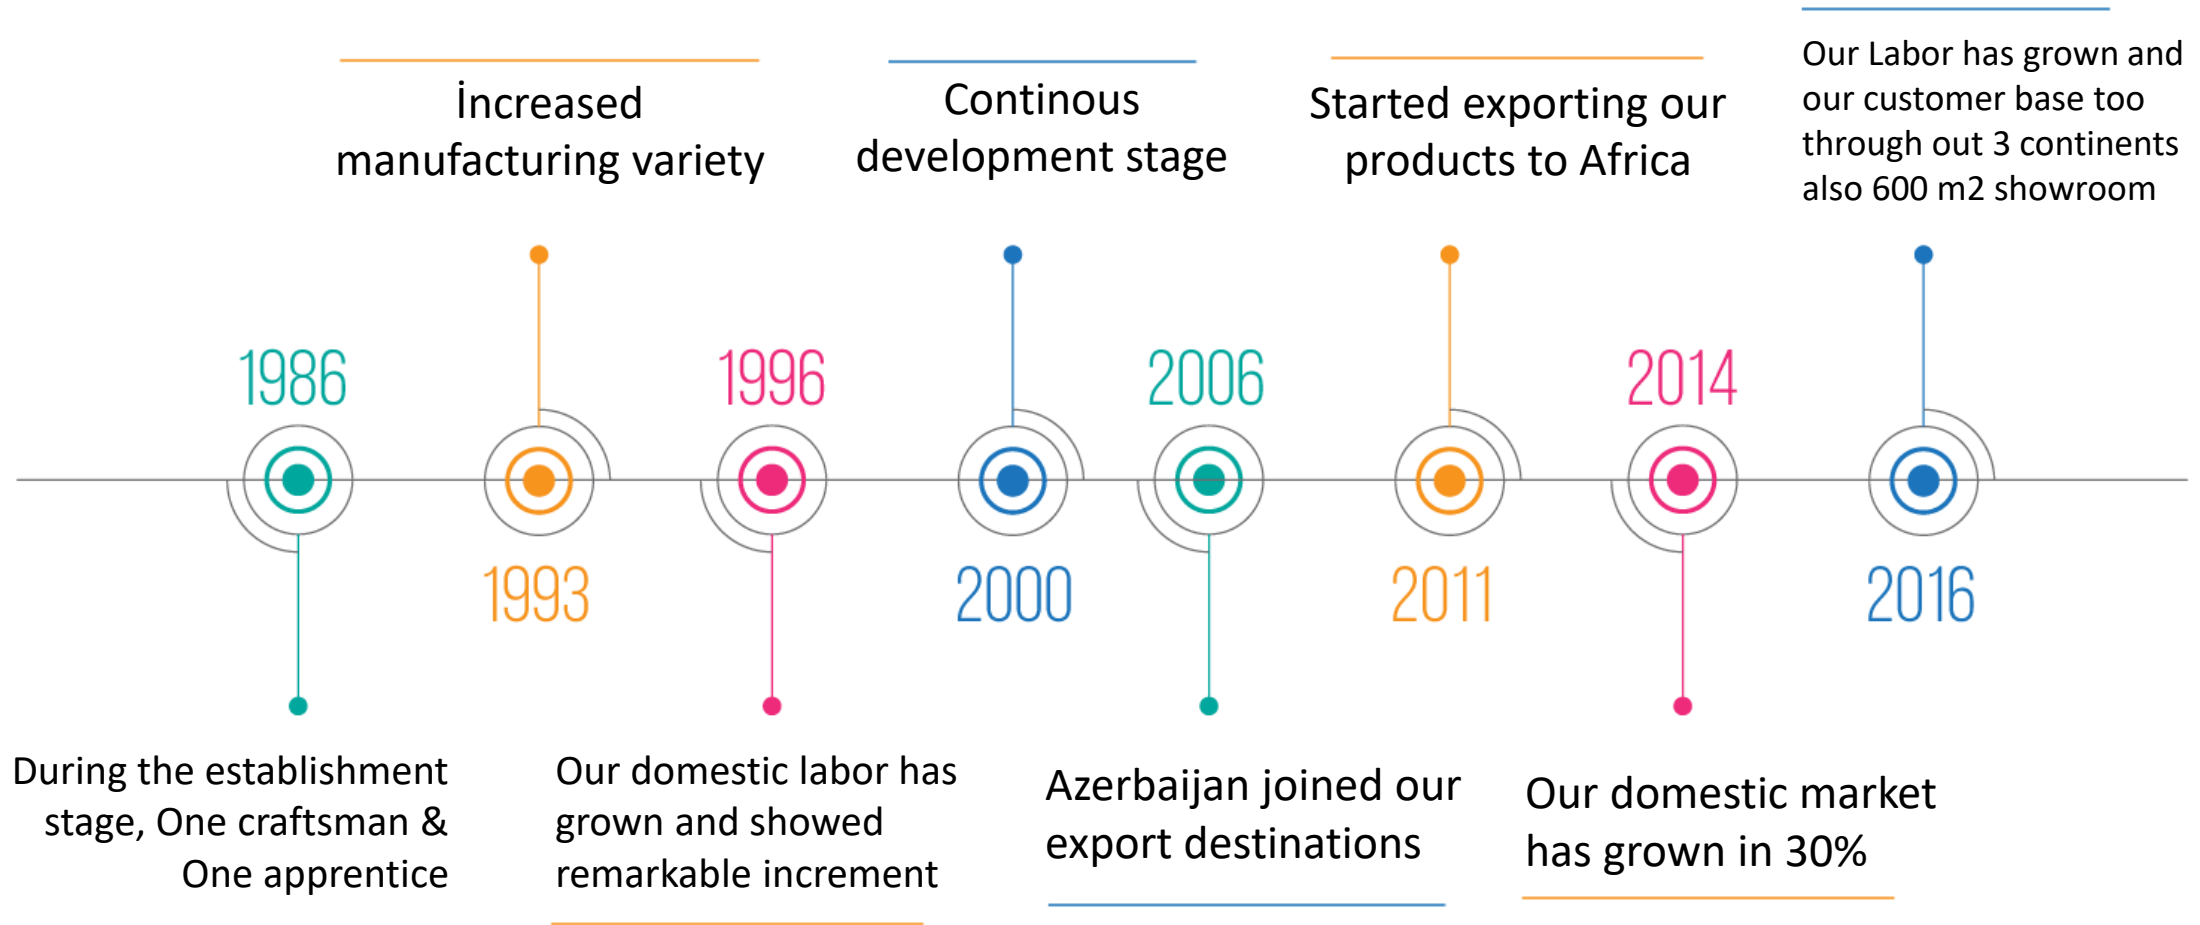 İncreased
manufacturing variety
Continous
development stage
Started exporting our
products to Africa
Our Labor has grown and
our customer base too
through out 3 continents
also 600 m2 showroom
1986
1996
2006
2014
1993
2000
2011
2016
During the establishment
stage, One craftsman &
One apprentice
Our domestic labor has
grown and showed
remarkable increment
Azerbaijan joined our
export destinations
Our domestic market
has grown in 30%